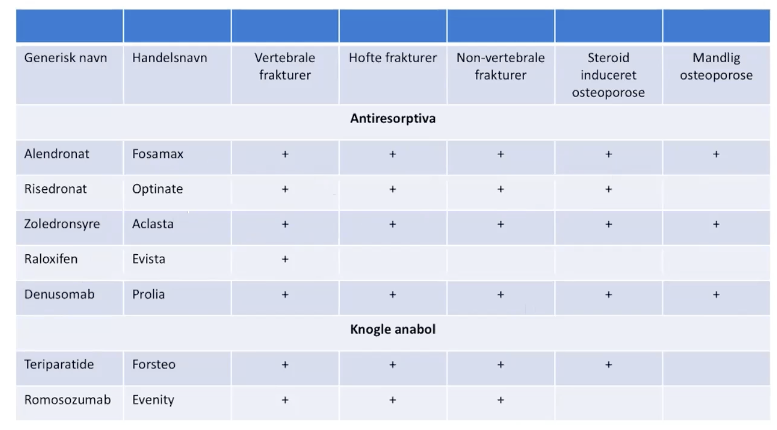 Generisk navn Handelsnavn Vertebrale frakturer Hofte frakturer Non-vertebrale frakturer Steroid induceret osteoporose Mandlig osteoporose
Antiresorptiva
Alendronat Fosamax + + + + +
Risedronat Optinate + + + +
Zoledronsyre Aclasta + + + + +
Raloxifen Evista +
Denusomab Prolia + + + + +
Knogle anabol
Teriparatide Forsteo + + + +
Romosozumab Evenity + + +